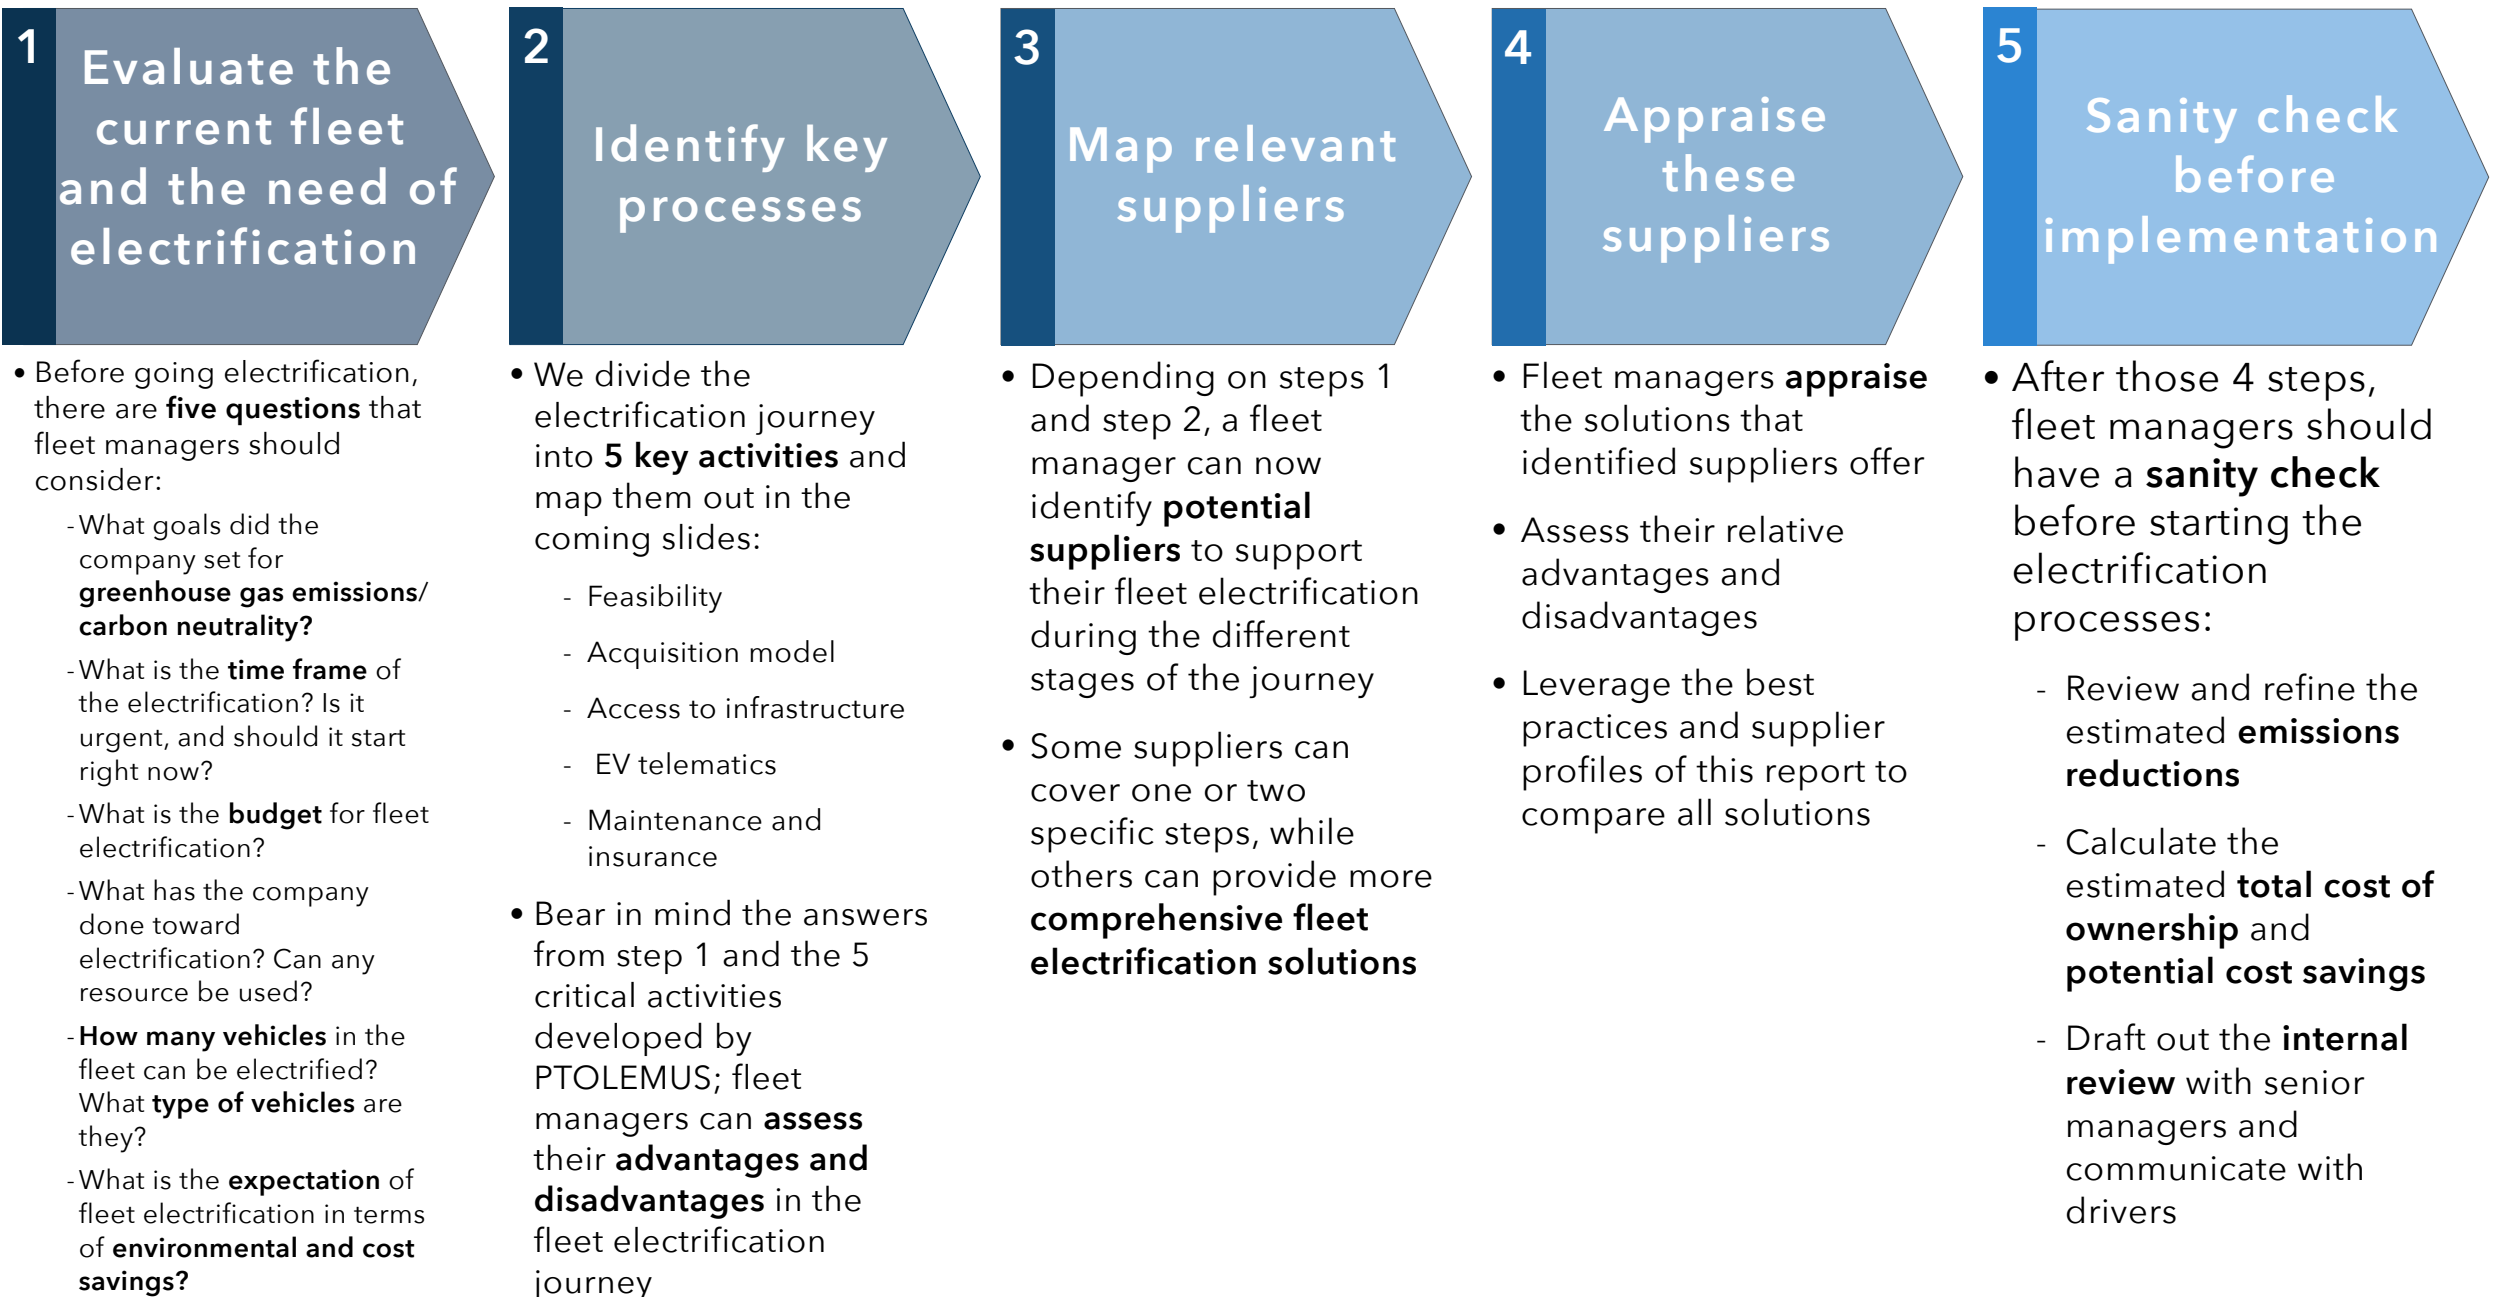 1
Evaluate the
current fleet
and the need of
electrification
• Before going electrification,
there are five questions that
fleet managers should
consider:
- What goals did the
company set for
greenhouse gas emissions/
carbon neutrality?
- What is the time frame of
the electrification? Is it
urgent, and should it start
right now?
- What is the budget for fleet
electrification?
- What has the company
done toward
electrification? Can any
resource be used?
- How many vehicles in the
fleet can be electrified?
What type of vehicles are
they?
- What is the expectation of
fleet electrification in terms
of environmental and cost
savings?
2
Identify key
processes
• We divide the
electrification journey
into 5 key activities and
map them out in the
coming slides:
- Feasibility
- Acquisition model
- Access to infrastructure
- EV telematics
- Maintenance and
insurance
• Bear in mind the answers
from step 1 and the 5
critical activities
developed by
PTOLEMUS; fleet
managers can assess
their advantages and
disadvantages in the
fleet electrification
journey
3
Map relevant
suppliers
• Depending on steps 1
and step 2, a fleet
manager can now
identify potential
suppliers to support
their fleet electrification
during the different
stages of the journey
• Some suppliers can
cover one or two
specific steps, while
others can provide more
comprehensive fleet
electrification solutions
4
Appraise
these
suppliers
• Fleet managers appraise
the solutions that
identified suppliers offer
• Assess their relative
advantages and
disadvantages
• Leverage the best
practices and supplier
profiles of this report to
compare all solutions
5
Sanity check
before
implementation
• After those 4 steps,
fleet managers should
have a sanity check
before starting the
electrification
processes:
- Review and refine the
estimated emissions
reductions
- Calculate the
estimated total cost of
ownership and
potential cost savings
- Draft out the internal
review with senior
managers and
communicate with
drivers